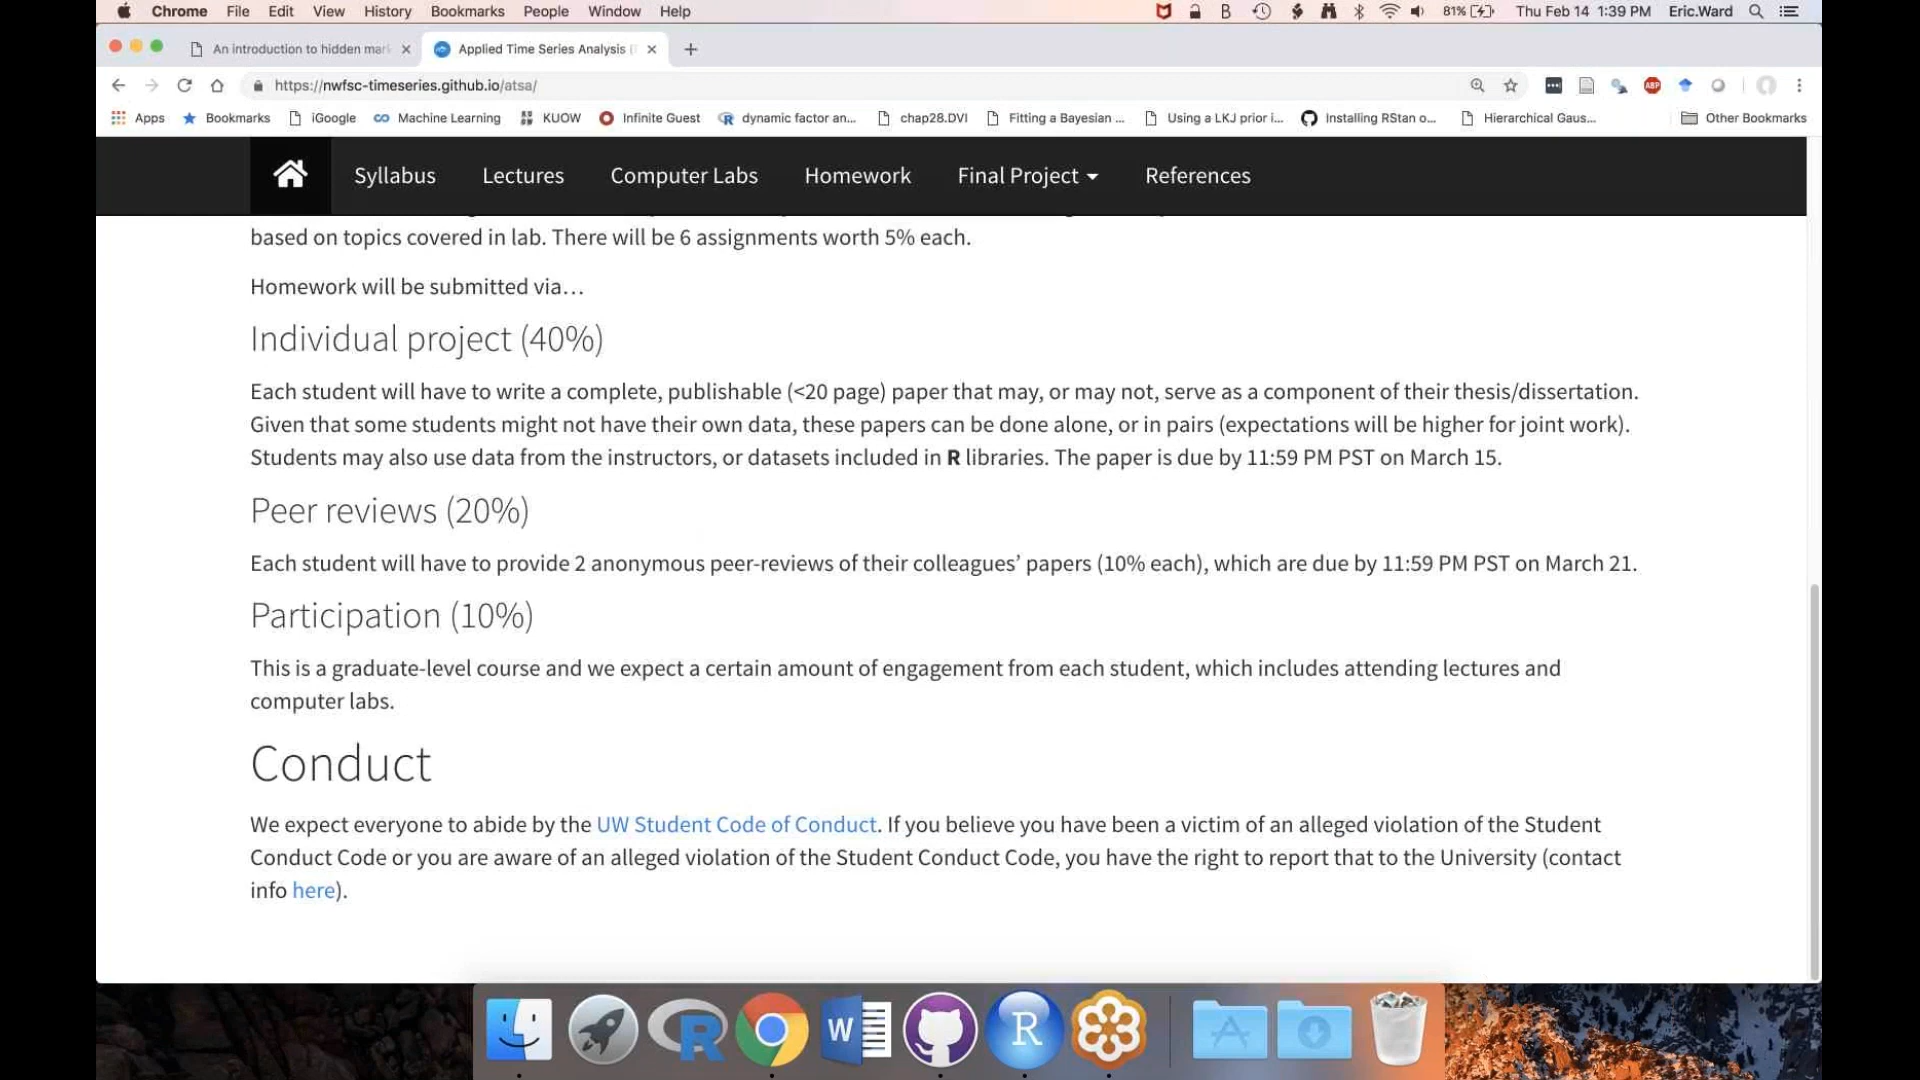 Chrome File Edit View History Bookmarks People Window Help 81% Thu Feb 14 1:39 PM Eric.Ward
An introduction to hidden mar Applied Time Series Analysis
https://nwfsc-timeseries.github.io/atsa/
Apps Bookmarks iGoogle Machine Learning KUOW Infinite Guest dynamic factor an... chap28.DVI Fitting a Bayesian ... Using a LKJ prior i... Installing RStan o... Hierarchical Gaus... Other Bookmarks
Syllabus Lectures Computer Labs Homework Final Project References
based on topics covered in lab. There will be 6 assignments worth 5% each.
Homework will be submitted via…
Individual project (40%)
Each student will have to write a complete, publishable (<20 page) paper that may, or may not, serve as a component of their thesis/dissertation.
Given that some students might not have their own data, these papers can be done alone, or in pairs (expectations will be higher for joint work).
Students may also use data from the instructors, or datasets included in R libraries. The paper is due by 11:59 PM PST on March 15.
Peer reviews (20%)
Each student will have to provide 2 anonymous peer-reviews of their colleagues’ papers (10% each), which are due by 11:59 PM PST on March 21.
Participation (10%)
This is a graduate-level course and we expect a certain amount of engagement from each student, which includes attending lectures and
computer labs.
Conduct
We expect everyone to abide by the UW Student Code of Conduct. If you believe you have been a victim of an alleged violation of the Student
Conduct Code or you are aware of an alleged violation of the Student Conduct Code, you have the right to report that to the University (contact
info here).